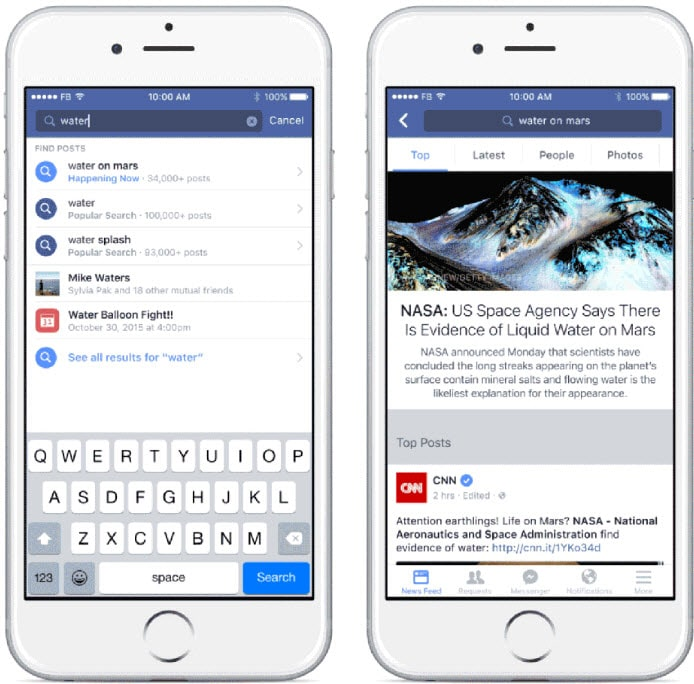 FB 10:00 AM 100%
water Cancel
FIND POSTS
water on mars
Happening Now · 34,000+ posts
water
Popular Search · 100,000+ posts
water splash
Popular Search · 93,000+ posts
Mike Waters
Sylvia Pak and 18 other mutual friends
31
Water Balloon Fight!!
October 30, 2015 at 4:00pm
See all results for "water"
Q W E R T Y U I O P
A S D F G H J K L
Z X C V B N M
123 space Search
FB 10:00 AM 100%
water on mars
Top Latest People Photos
NEW/GETTY IMAGES
NASA: US Space Agency Says There
Is Evidence of Liquid Water on Mars
NASA announced Monday that scientists have
concluded the long streaks appearing on the planet's
surface contain mineral salts and flowing water is the
likeliest explanation for their appearance.
Top Posts
CNN CNN
2 hrs · Edited ·
Attention earthlings! Life on Mars? NASA - National
Aeronautics and Space Administration find
evidence of water: http://cnn.it/1YKo34d
News Feed Requests Messenger Notifications More